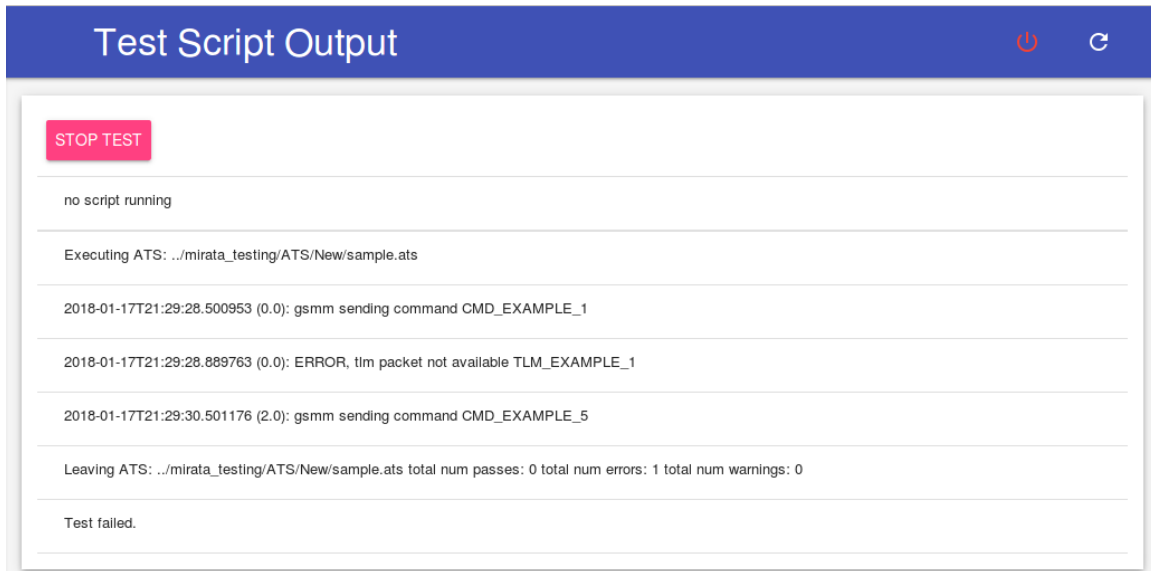 Test Script Output
STOP TEST
no script running
Executing ATS: ../mirata_testing/ATS/New/sample.ats
2018-01-17T21:29:28.500953 (0.0): gsmm sending command CMD_EXAMPLE_1
2018-01-17T21:29:28.889763 (0.0): ERROR, tlm packet not available TLM_EXAMPLE_1
2018-01-17T21:29:30.501176 (2.0): gsmm sending command CMD_EXAMPLE_5
Leaving ATS: ../mirata_testing/ATS/New/sample.ats total num passes: 0 total num errors: 1 total num warnings: 0
Test failed.